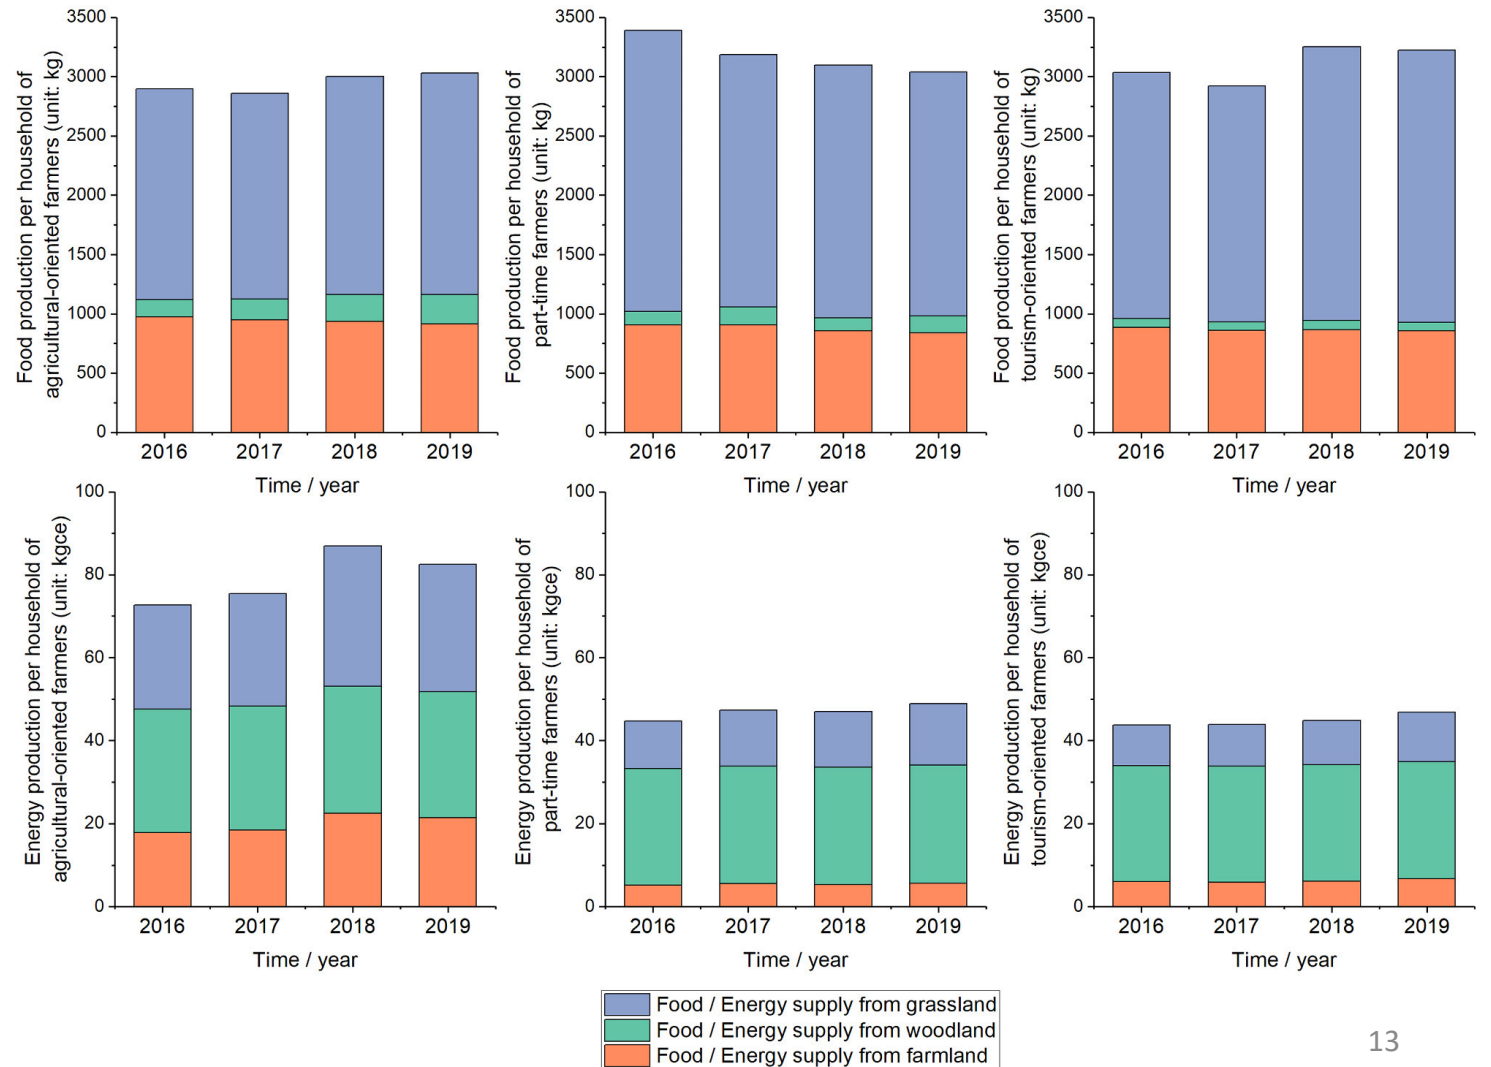 Food production per household of
agricultural-oriented farmers (unit: kg)
3500
3000
2500
2000
1500
1000
500
0
2016 2017 2018 2019
Time / year
Food production per household of
part-time farmers (unit: kg)
3500
3000
2500
2000
1500
1000
500
0
2016 2017 2018 2019
Time / year
Food production per household of
tourism-oriented farmers (unit: kg)
3500
3000
2500
2000
1500
1000
500
0
2016 2017 2018 2019
Time / year
Energy production per household of
agricultural-oriented farmers (unit: kgce)
100
80
60
40
20
0
2016 2017 2018 2019
Time / year
Energy production per household of
part-time farmers (unit: kgce)
100
80
60
40
20
0
2016 2017 2018 2019
Time / year
Energy production per household of
tourism-oriented farmers (unit: kgce)
100
80
60
40
20
0
2016 2017 2018 2019
Time / year
Food / Energy supply from grassland
Food / Energy supply from woodland
Food / Energy supply from farmland
13